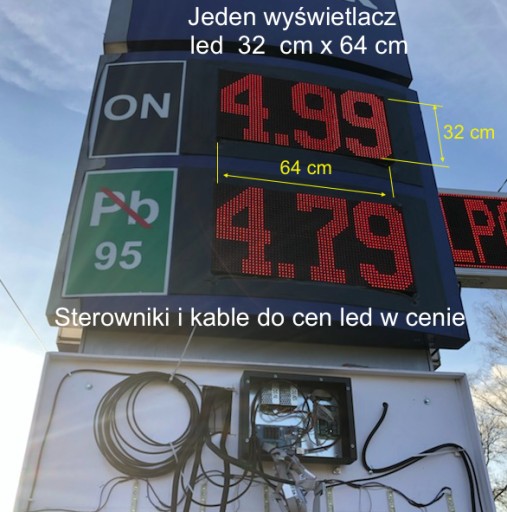 Jeden wyświetlacz
led 32 cm x 64 cm
ON
4.99
32 cm
64 cm
Pb
95
4.79
LPG
Sterowniki i kable do cen led w cenie